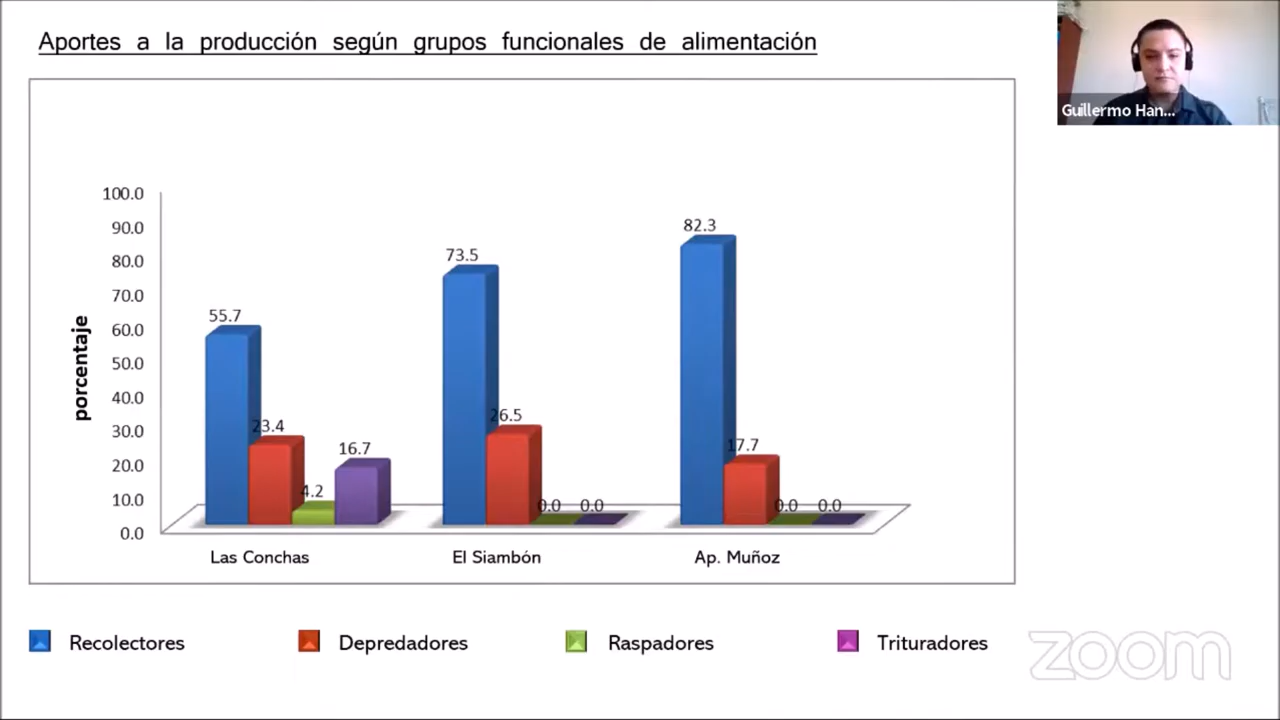 Aportes a la producción según grupos funcionales de alimentación
Guillermo Han...
porcentaje
100.0
90.0
80.0
70.0
60.0
50.0
40.0
30.0
20.0
10.0
0.0
55.7
23.4
4.2
16.7
73.5
26.5
0.0
0.0
82.3
17.7
0.0
0.0
Las Conchas
El Siambón
Ap. Muñoz
Recolectores
Depredadores
Raspadores
Trituradores
zoom